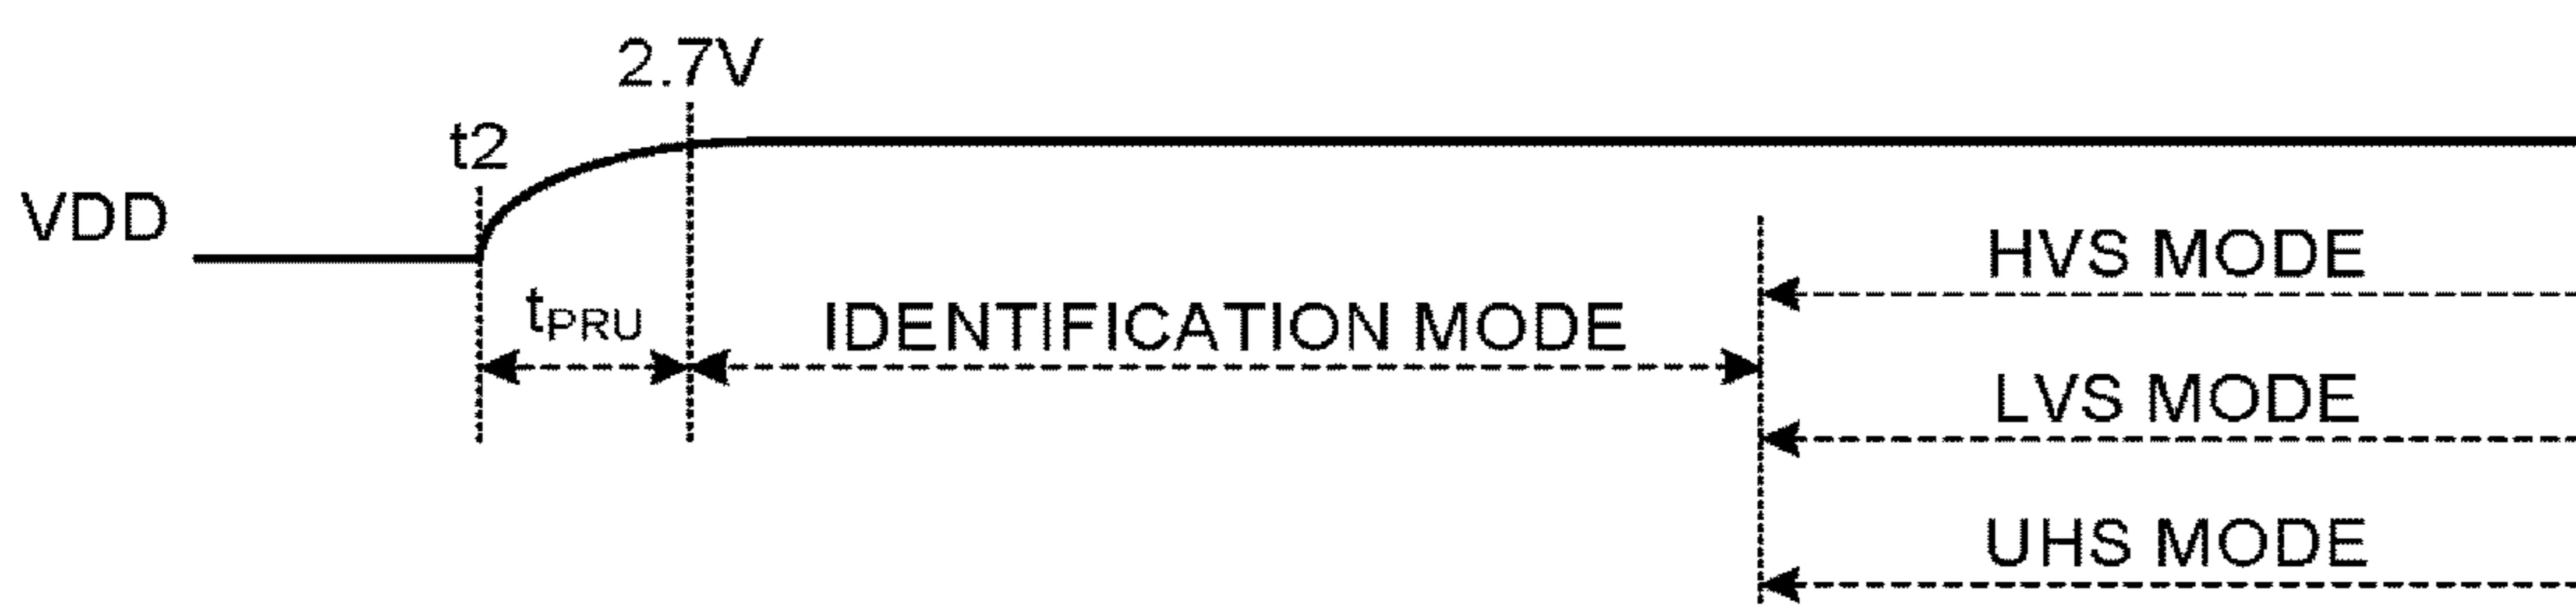 2.7V
t2
VDD
tPRU
IDENTIFICATION MODE
HVS MODE
LVS MODE
UHS MODE